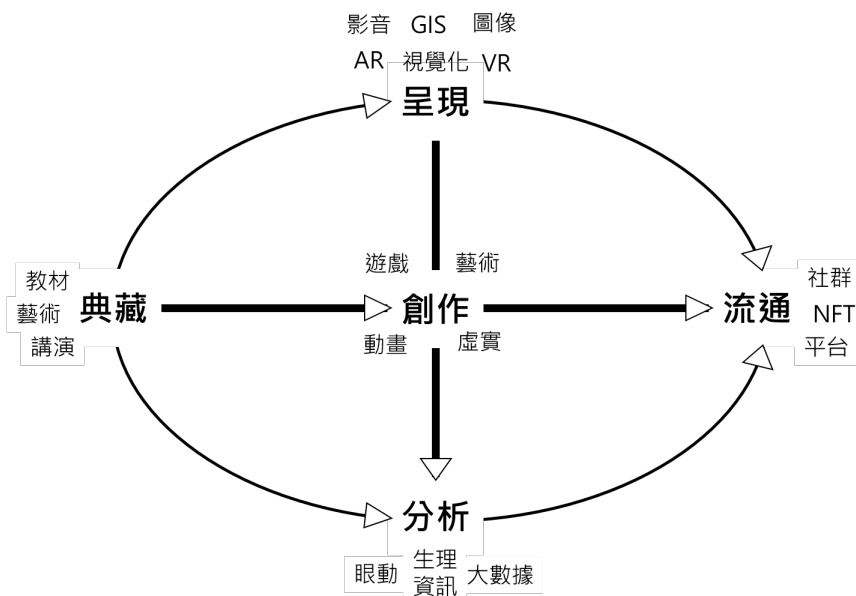 影音 GIS 圖像
AR 視覺化 VR
呈現
遊戲 藝術
教材
藝術 典藏
講演
創作
動畫 虛實
流通
社群
NFT
平台
分析
眼動 生理資訊 大數據